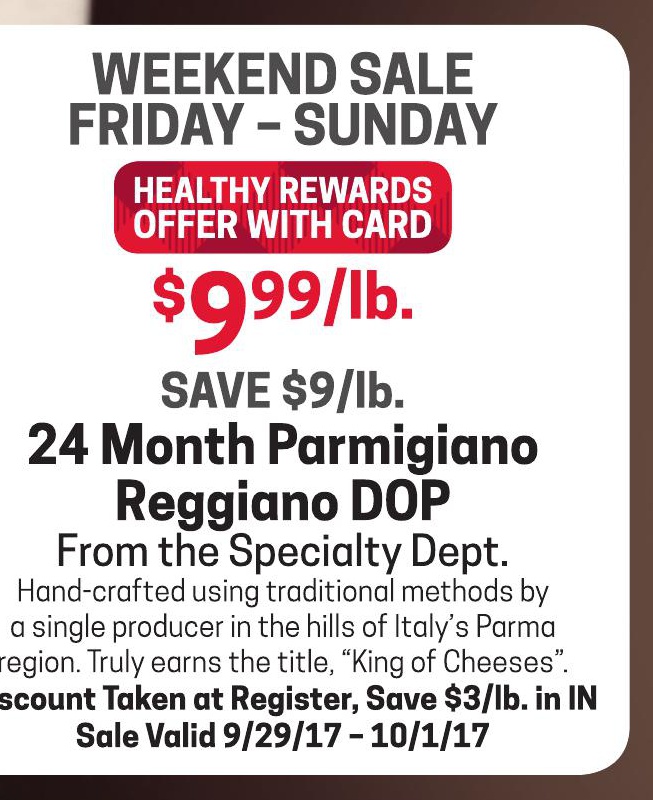 WEEKEND SALE
FRIDAY – SUNDAY
HEALTHY REWARDS
OFFER WITH CARD
$999/lb.
SAVE $9/lb.
24 Month Parmigiano
Reggiano DOP
From the Specialty Dept.
Hand-crafted using traditional methods by
a single producer in the hills of Italy’s Parma
region. Truly earns the title, “King of Cheeses”.
scount Taken at Register, Save $3/lb. in IN
Sale Valid 9/29/17 – 10/1/17